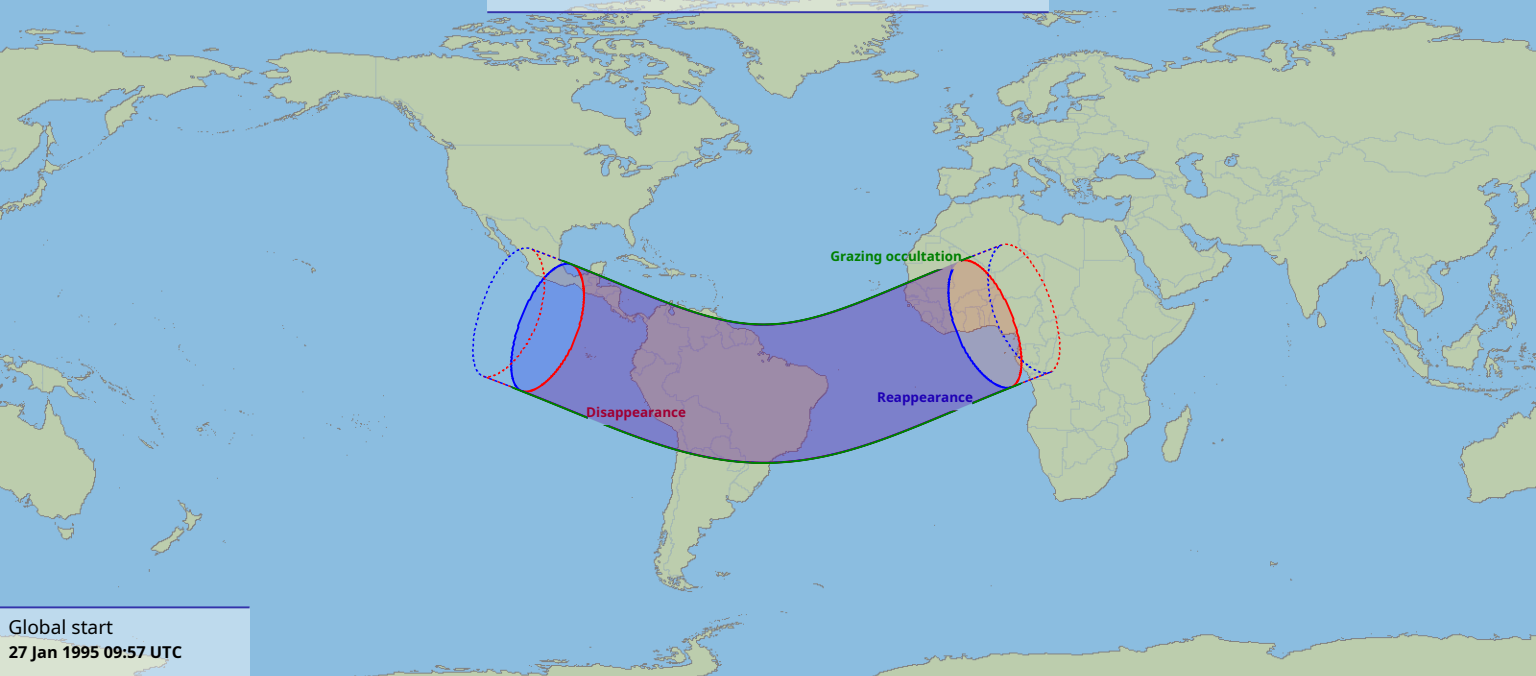 Grazing occultation
Reappearance
Disappearance
Global start
27 Jan 1995 09:57 UTC